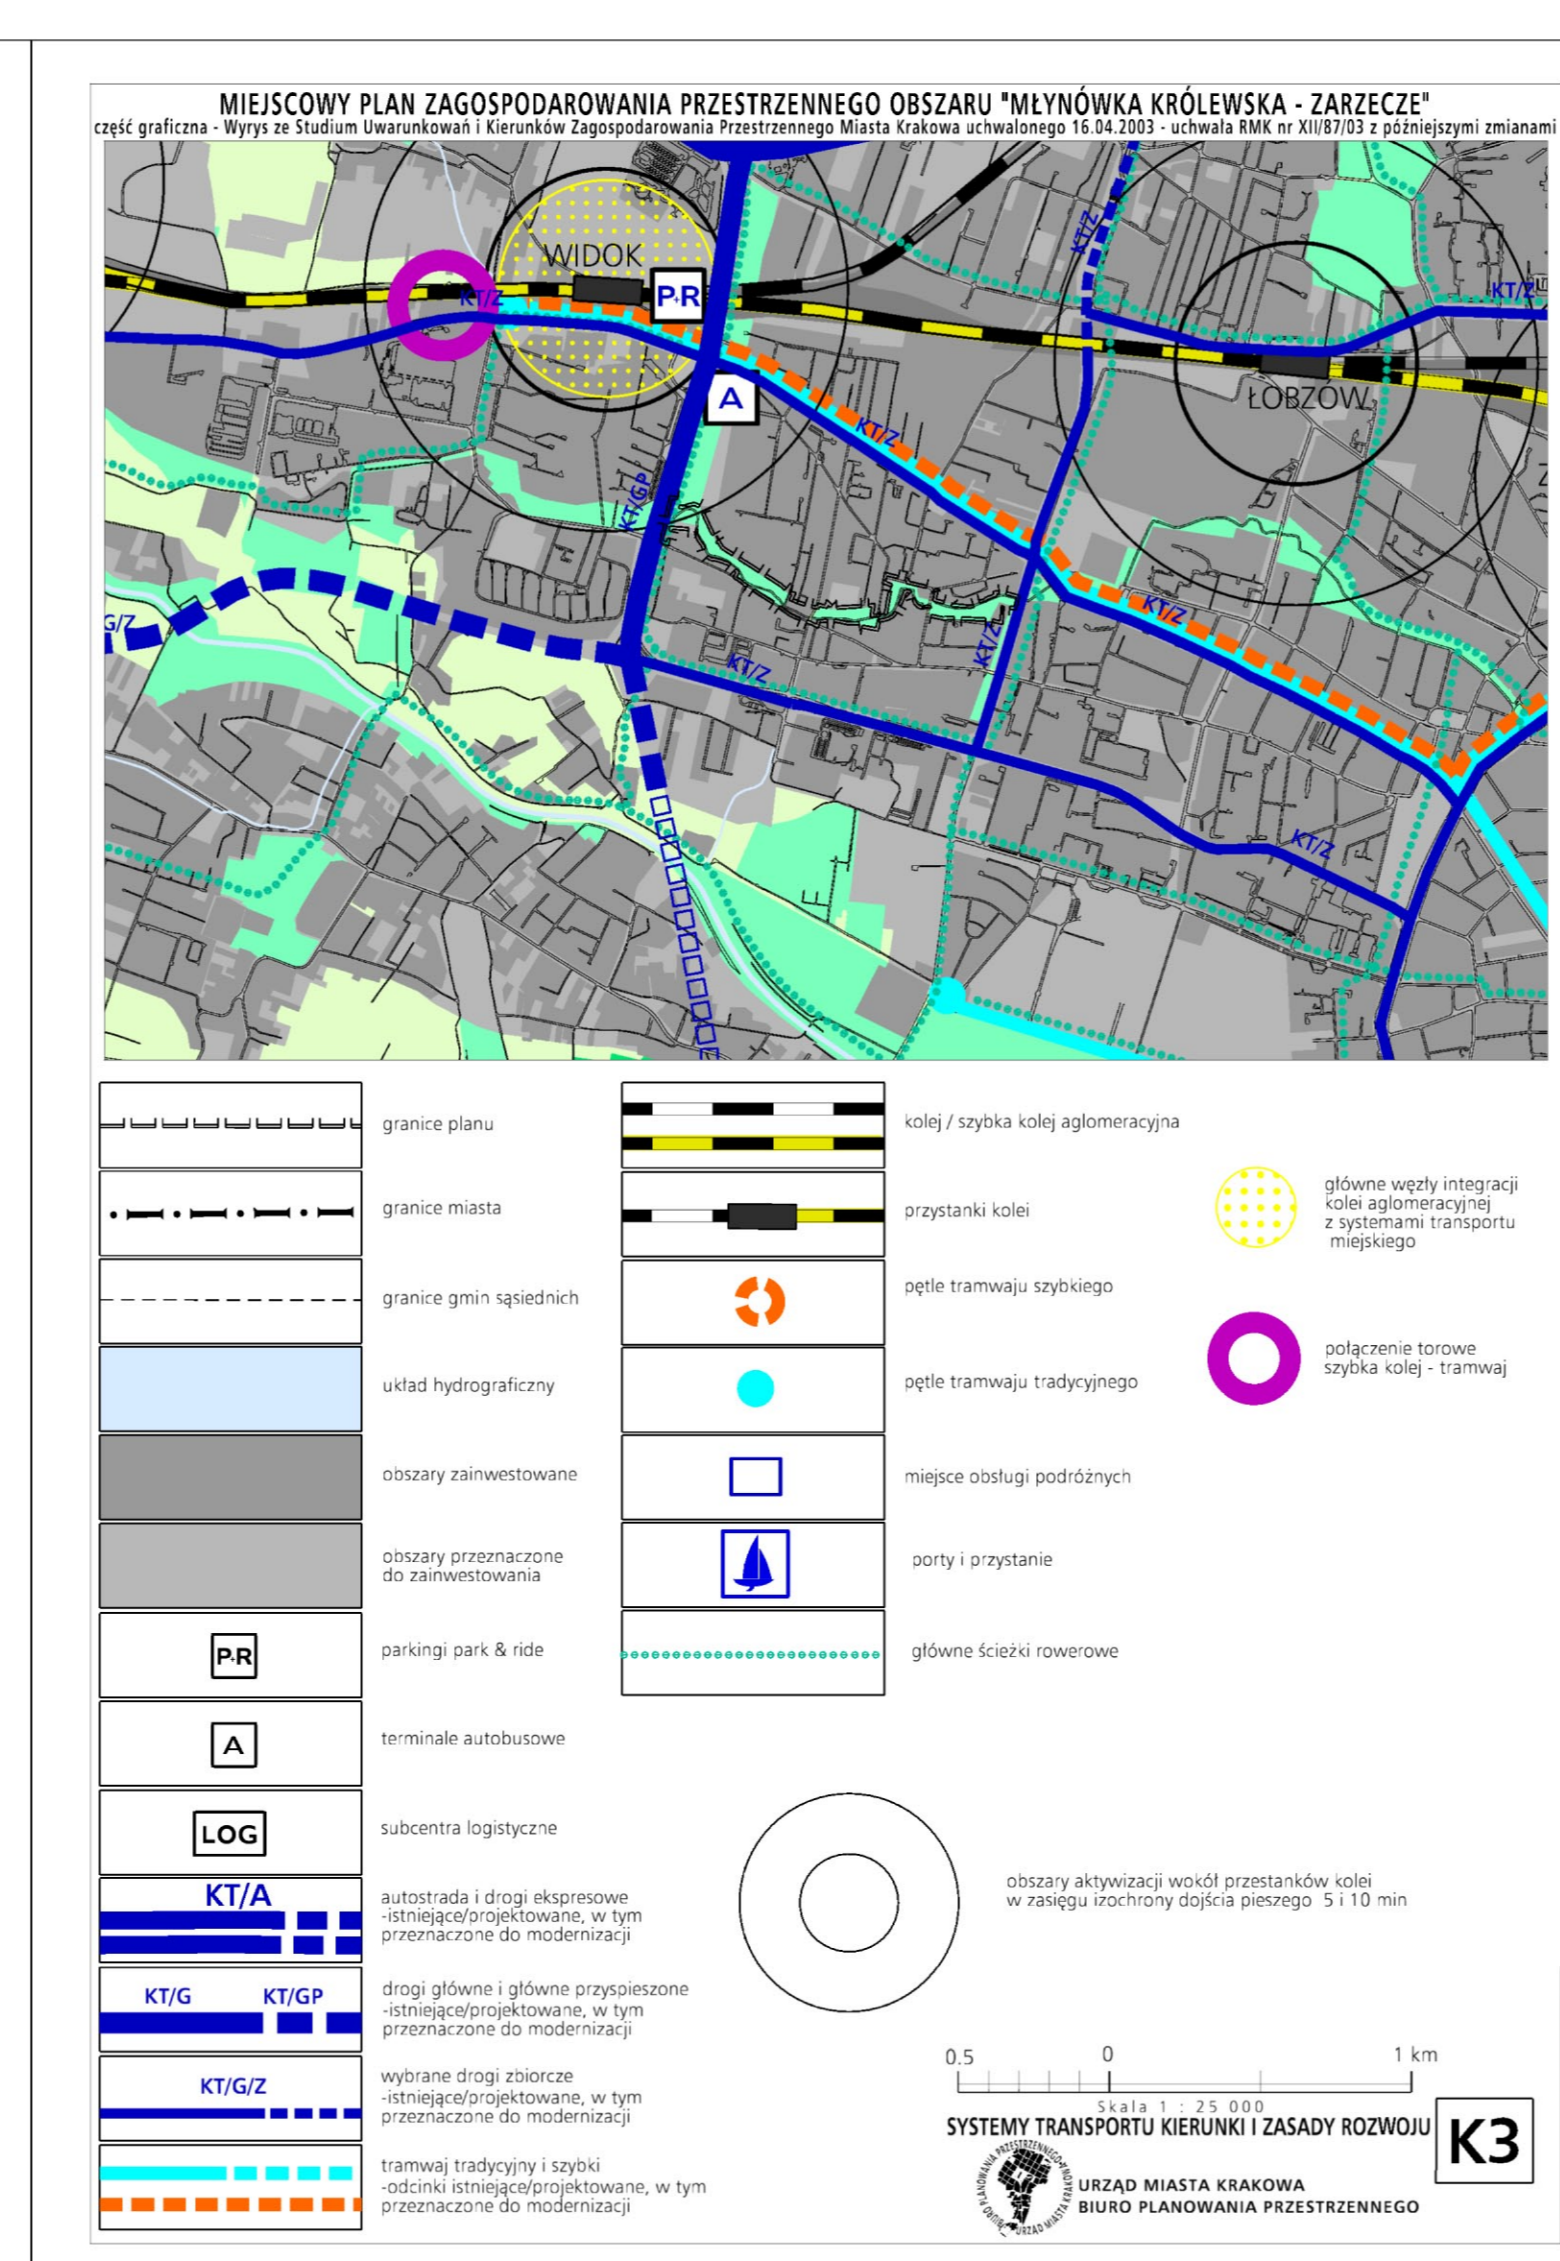 MIEJSCOWY PLAN ZAGOSPODAROWANIA PRZESTRZENNEGO OBSZARU "MŁYNÓWKA KRÓLEWSKA - ZARZECZE"
część graficzna - Wyrys ze Studium Uwarunkowań i Kierunków Zagospodarowania Przestrzennego Miasta Krakowa uchwalonego 16.04.2003 - uchwała RMK nr XII/87/03 z późniejszymi zmianami
KT/Z
WIDOK
KT/Z
P+R
KT/Z
ŁOBZÓW
A
KT/Z
KT/GP
G/Z
KT/Z
KT/Z
KT/Z
KT/Z
granice planu
granice miasta
granice gmin sąsiednich
układ hydrograficzny
obszary zainwestowane
obszary przeznaczone
do zainwestowania
P+R
parkingi park & ride
A
terminale autobusowe
LOG
subcentra logistyczne
KT/A
autostrada i drogi ekspresowe
-istniejące/projektowane, w tym
przeznaczone do modernizacji
KT/G KT/GP
drogi główne i główne przyspieszone
-istniejące/projektowane, w tym
przeznaczone do modernizacji
KT/G/Z
wybrane drogi zbiorcze
-istniejące/projektowane, w tym
przeznaczone do modernizacji
tramwaj tradycyjny i szybki
-odcinki istniejące/projektowane, w tym
przeznaczone do modernizacji
kolej / szybka kolej aglomeracyjna
przystanki kolei
pętle tramwaju szybkiego
pętle tramwaju tradycyjnego
miejsce obsługi podróżnych
porty i przystanie
główne ścieżki rowerowe
główne węzły integracji
kolei aglomeracyjnej
z systemami transportu
miejskiego
połączenie torowe
szybka kolej - tramwaj
obszary aktywizacji wokół przestanków kolei
w zasięgu izochrony dojścia pieszego 5 i 10 min
0.5 0 1 km
Skala 1 : 25 000
SYSTEMY TRANSPORTU KIERUNKI I ZASADY ROZWOJU
K3
BIURO PLANOWANIA PRZESTRZENNEGO
URZĄD MIASTA KRAKOWA
URZĄD MIASTA KRAKOWA
BIURO PLANOWANIA PRZESTRZENNEGO